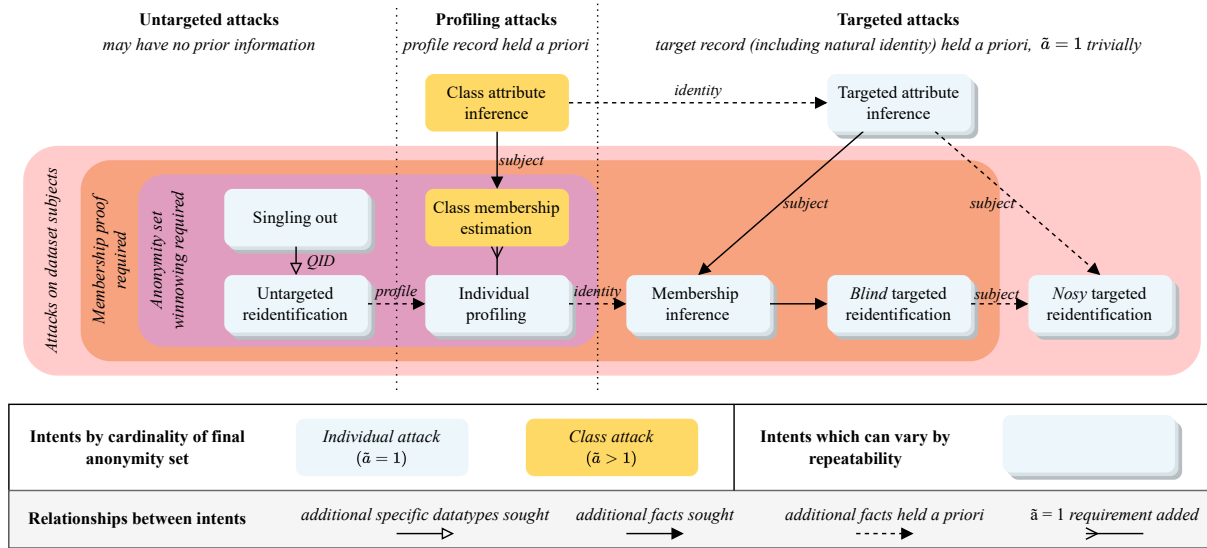 Untargeted attacks
may have no prior information
Profiling attacks
profile record held a priori
Targeted attacks
target record (including natural identity) held a priori, ã = 1 trivially
Class attribute
inference
identity
Targeted attribute
inference
Attacks on dataset subjects
Membership proof
required
Anonymity set
winnowing required
Singling out
QID
Untargeted
reidentification
profile
subject
Class membership
estimation
Individual
profiling
identity
subject
Membership
inference
Blind targeted
reidentification
subject
subject
Nosy targeted
reidentification
Intents by cardinality of final
anonymity set
Individual attack
(ã = 1)
Class attack
(ã > 1)
Intents which can vary by
repeatability
Relationships between intents
additional specific datatypes sought
additional facts sought
additional facts held a priori
ã = 1 requirement added